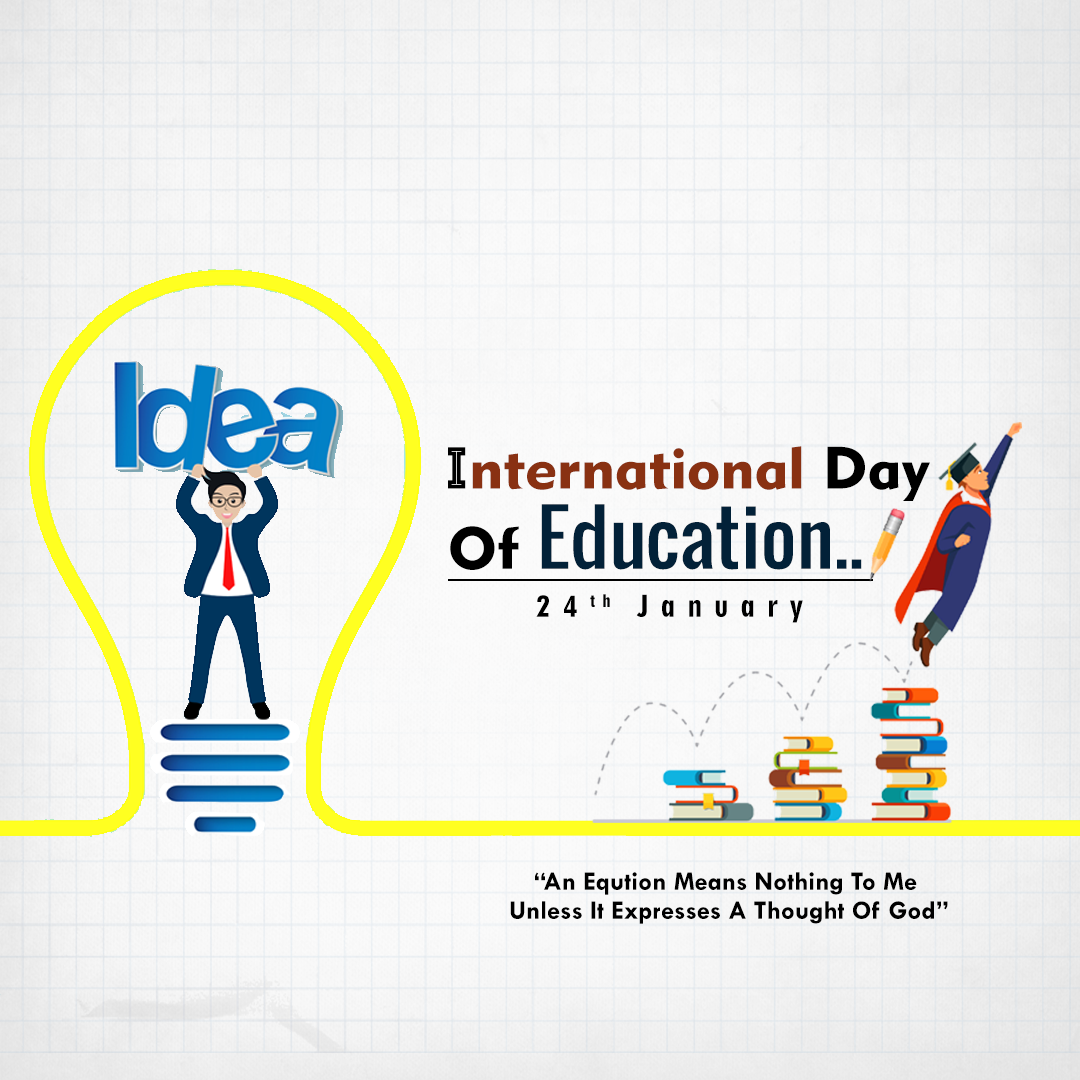 Idea
International Day
Of Education..
24th January
“An Eqution Means Nothing To Me
Unless It Expresses A Thought Of God”